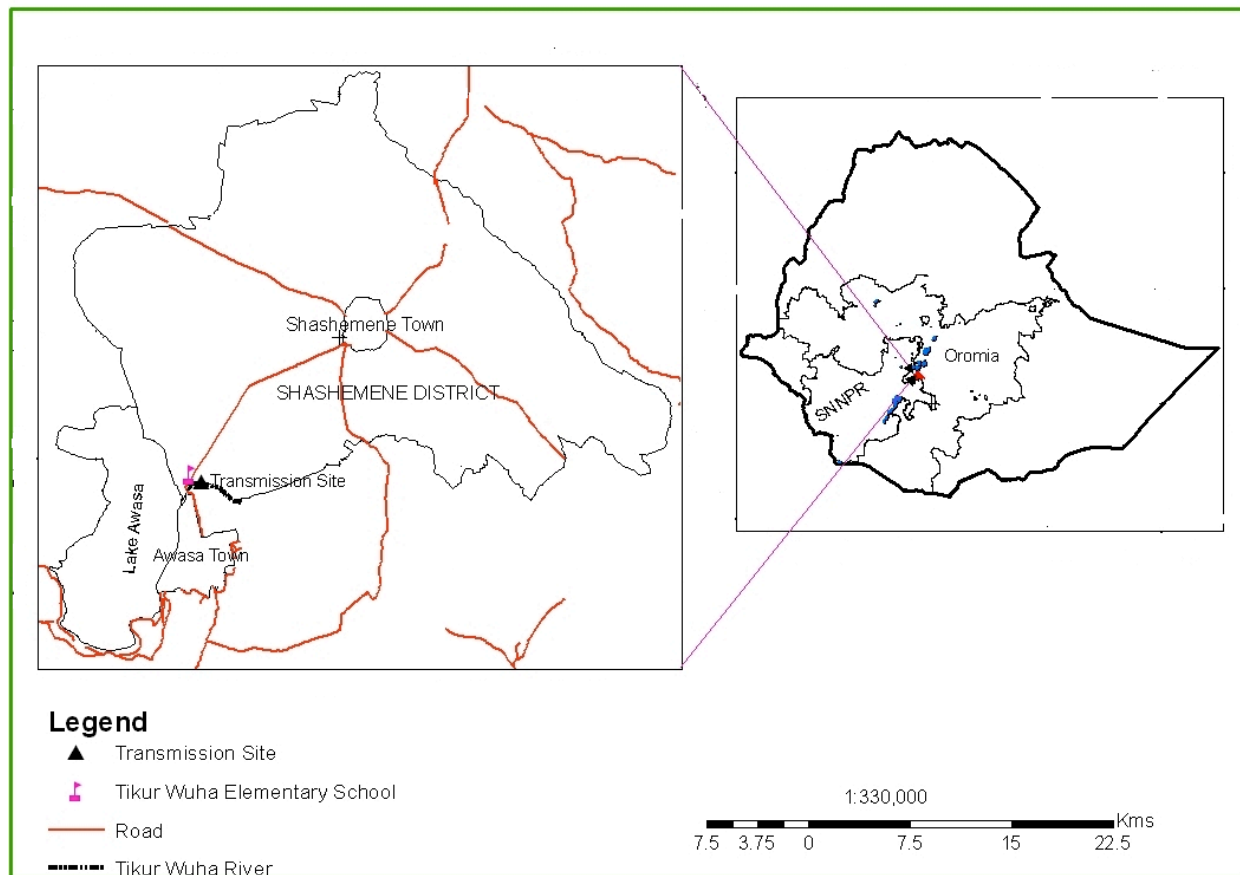 Shashemene Town
SHASHEMENE DISTRICT
Transmission Site
Lake Awasa
Awasa Town
Oromia
SNNPR
Legend
Transmission Site
Tikur Wuha Elementary School
Road
Tikur Wuha River
1:330,000
Kms
7.5 3.75 0 7.5 15 22.5